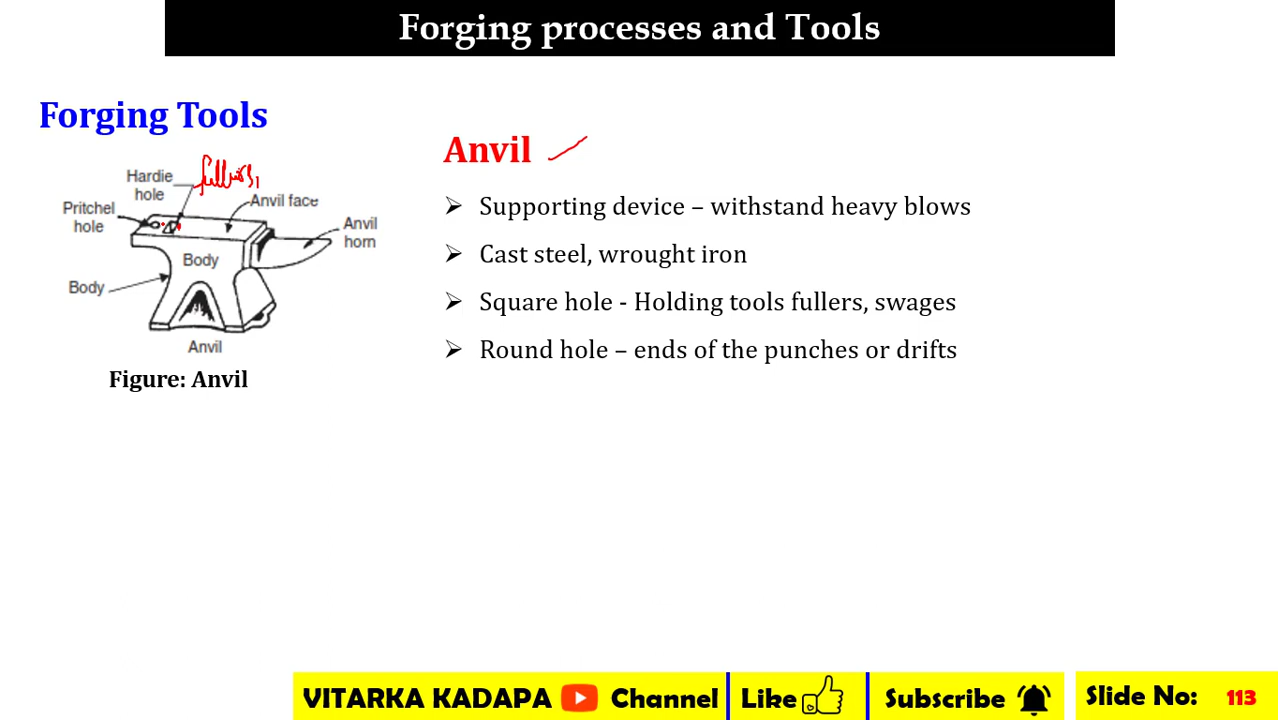 Forging processes and Tools
Forging Tools
Anvil
➢ Supporting device – withstand heavy blows
➢ Cast steel, wrought iron
➢ Square hole - Holding tools fullers, swages
➢ Round hole – ends of the punches or drifts
Hardie
hole
Pritchel
hole
Anvil face
Anvil
horn
Body
Body
Anvil
Figure: Anvil
VITARKA KADAPA Channel Like Subscribe Slide No: 113